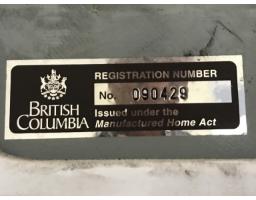 BRITISH
COLUMBIA
REGISTRATION NUMBER
No. 090429
Issued under the
Manufactured Home Act